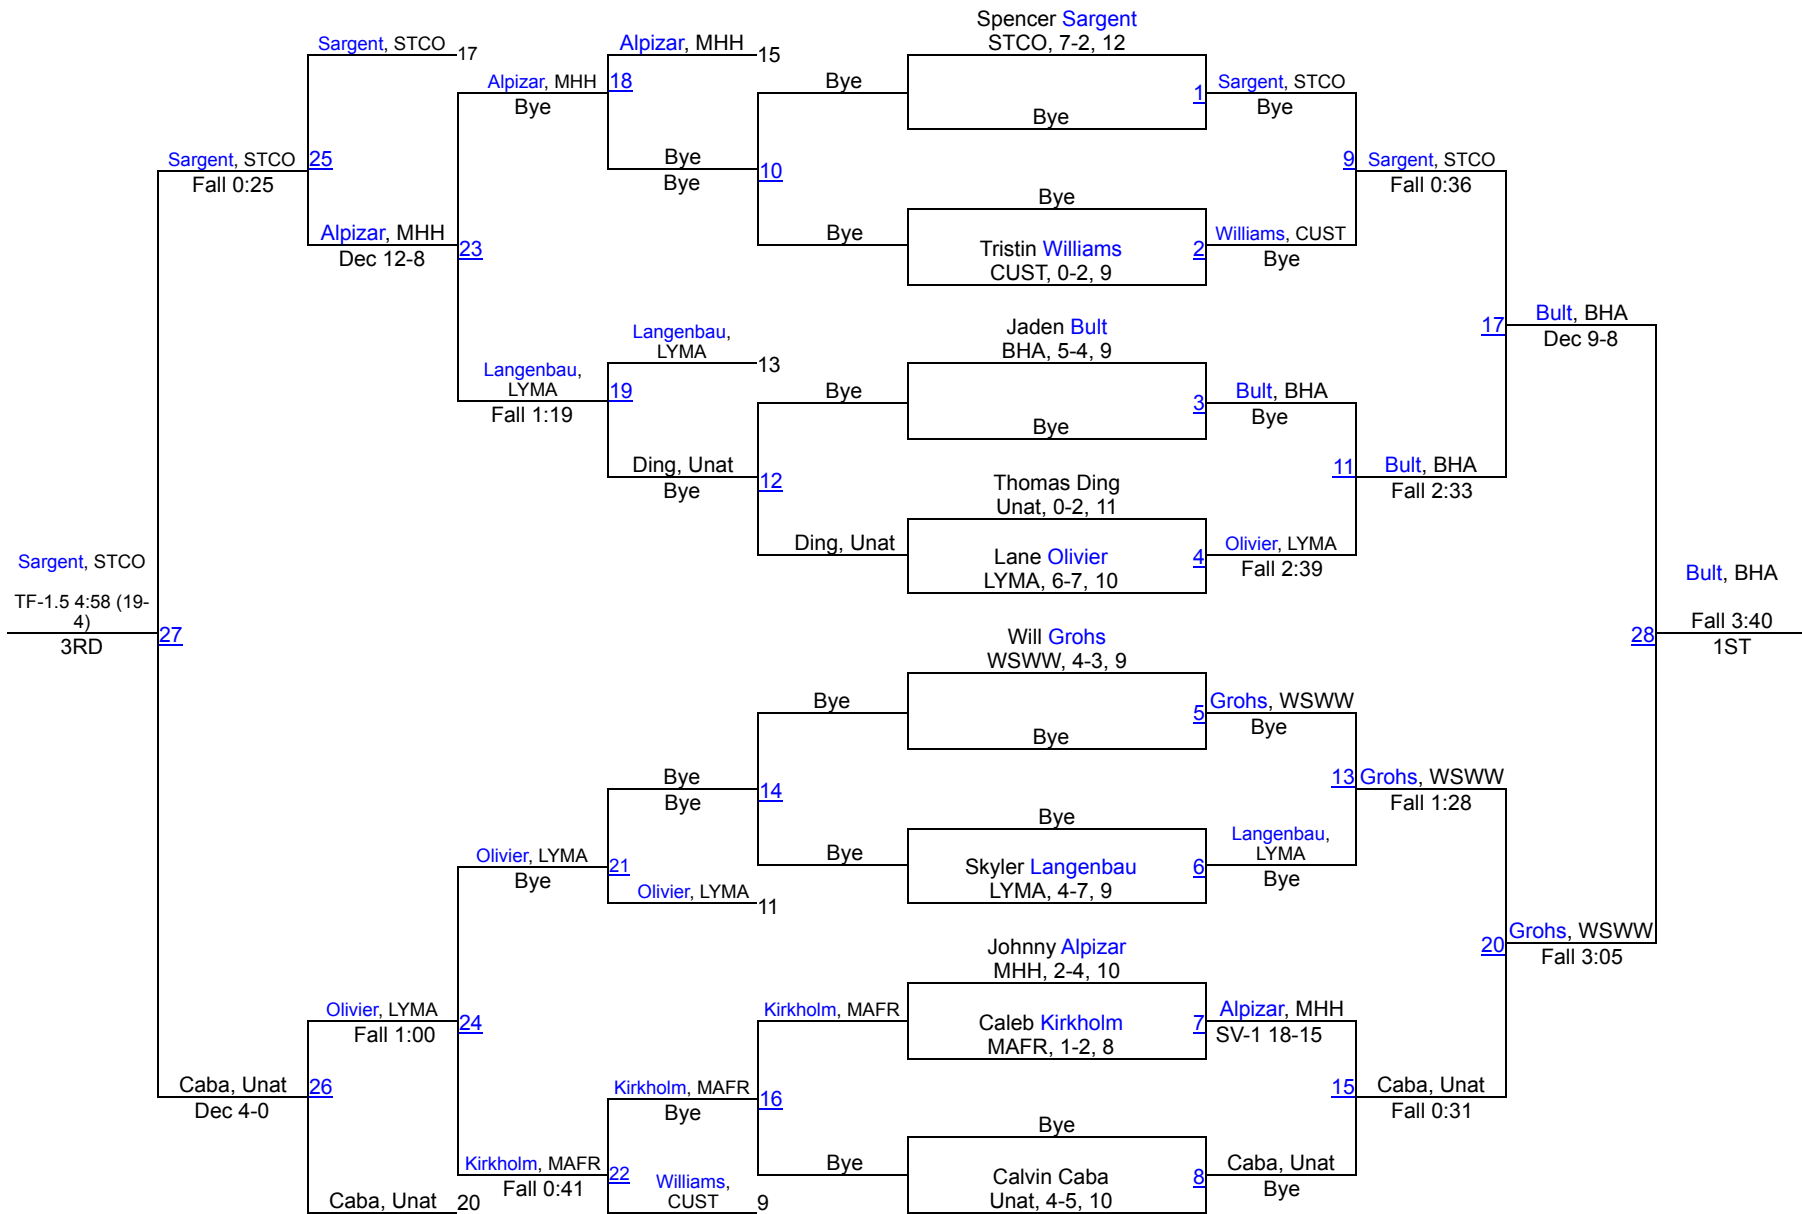 Spencer Sargent
STCO, 7-2, 12
Sargent, STCO
17
Alpizar, MHH
15
Alpizar, MHH
18
Bye
Bye
1
Sargent, STCO
Bye
Bye
Bye
Sargent, STCO
25
Fall 0:25
Bye
10
Bye
9
Sargent, STCO
Fall 0:36
Bye
Alpizar, MHH
23
Dec 12-8
Bye
Tristin Williams
CUST, 0-2, 9
2
Williams, CUST
Bye
Jaden Bult
BHA, 5-4, 9
17
Bult, BHA
Dec 9-8
Langenbau,
LYMA
13
Langenbau,
LYMA
19
Fall 1:19
Bye
3
Bult, BHA
Bye
Bye
Ding, Unat
12
Bye
Thomas Ding
Unat, 0-2, 11
11
Bult, BHA
Fall 2:33
Ding, Unat
Lane Olivier
LYMA, 6-7, 10
4
Olivier, LYMA
Fall 2:39
Sargent, STCO
TF-1.5 4:58 (19-
4)
27
3RD
Bult, BHA
28
Fall 3:40
1ST
Will Grohs
WSWW, 4-3, 9
Bye
5
Grohs, WSWW
Bye
Bye
Bye
14
Bye
13
Grohs, WSWW
Fall 1:28
Bye
Olivier, LYMA
21
Bye
Bye
Skyler Langenbau
LYMA, 4-7, 9
6
Langenbau,
LYMA
Bye
Olivier, LYMA
11
Johnny Alpizar
MHH, 2-4, 10
20
Grohs, WSWW
Fall 3:05
Olivier, LYMA
24
Fall 1:00
Kirkholm, MAFR
Caleb Kirkholm
MAFR, 1-2, 8
7
Alpizar, MHH
SV-1 18-15
Caba, Unat
26
Dec 4-0
Kirkholm, MAFR
16
Bye
15
Caba, Unat
Fall 0:31
Bye
Kirkholm, MAFR
22
Fall 0:41
Bye
Calvin Caba
Unat, 4-5, 10
8
Caba, Unat
Bye
Caba, Unat
20
Williams,
CUST
9